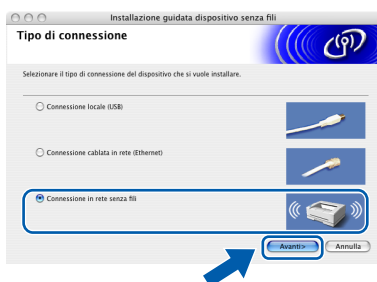 Installazione guidata dispositivo senza fili
Tipo di connessione
Selezionare il tipo di connessione del dispositivo che si vuole installare.
Connessione locale (USB)
Connessione cablata in rete (Ethernet)
Connessione in rete senza fili
Avanti> Annulla